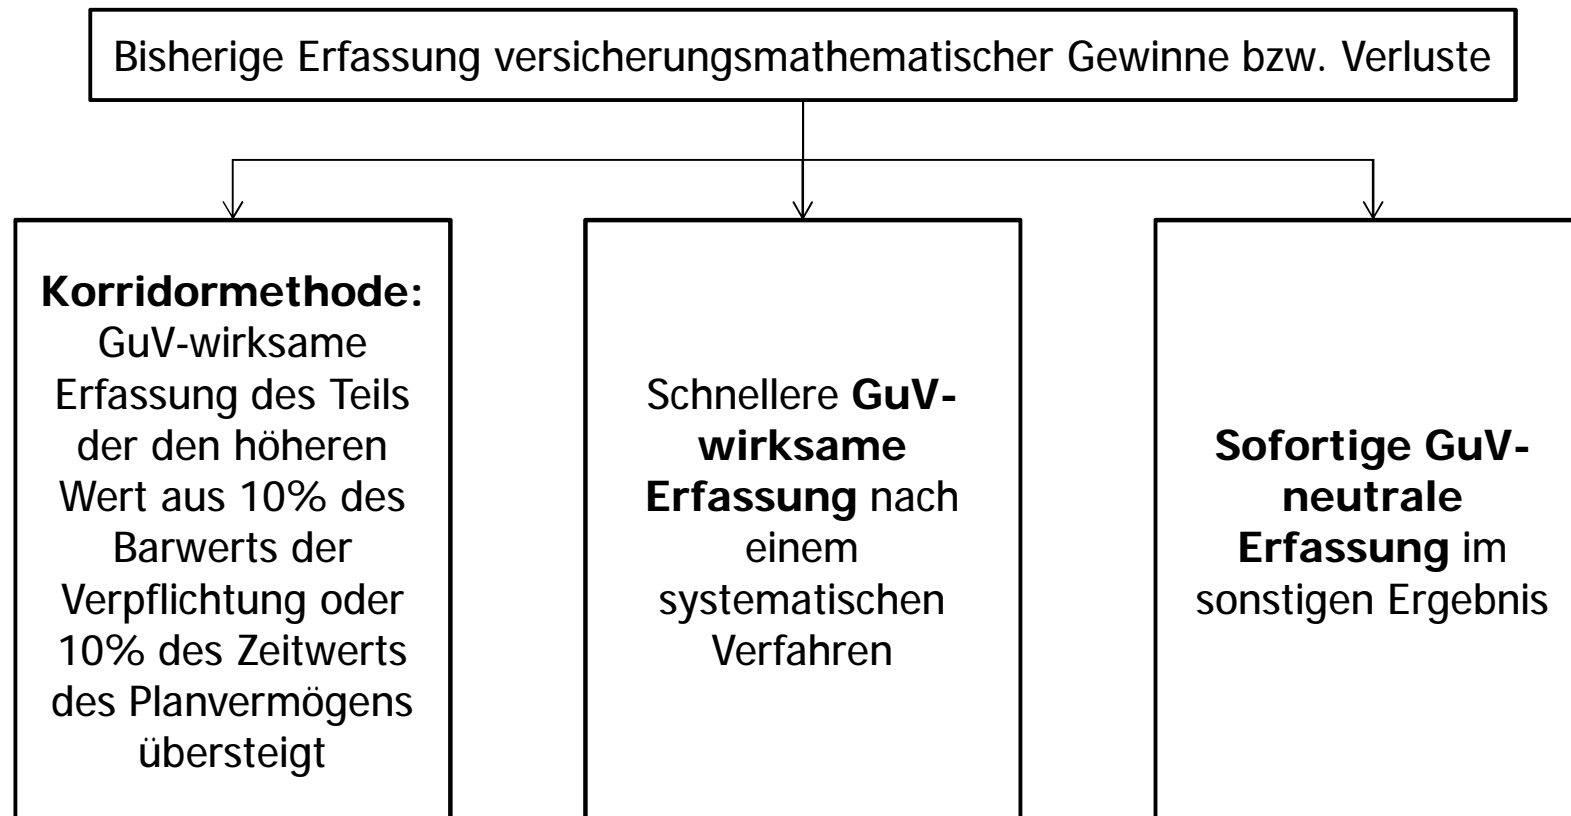 Bisherige Erfassung versicherungsmathematischer Gewinne bzw. Verluste
Korridormethode:
GuV-wirksame
Erfassung des Teils
der den höheren
Wert aus 10% des
Barwerts der
Verpflichtung oder
10% des Zeitwerts
des Planvermögens
übersteigt
Schnellere GuV-
wirksame
Erfassung nach
einem
systematischen
Verfahren
Sofortige GuV-
neutrale
Erfassung im
sonstigen Ergebnis